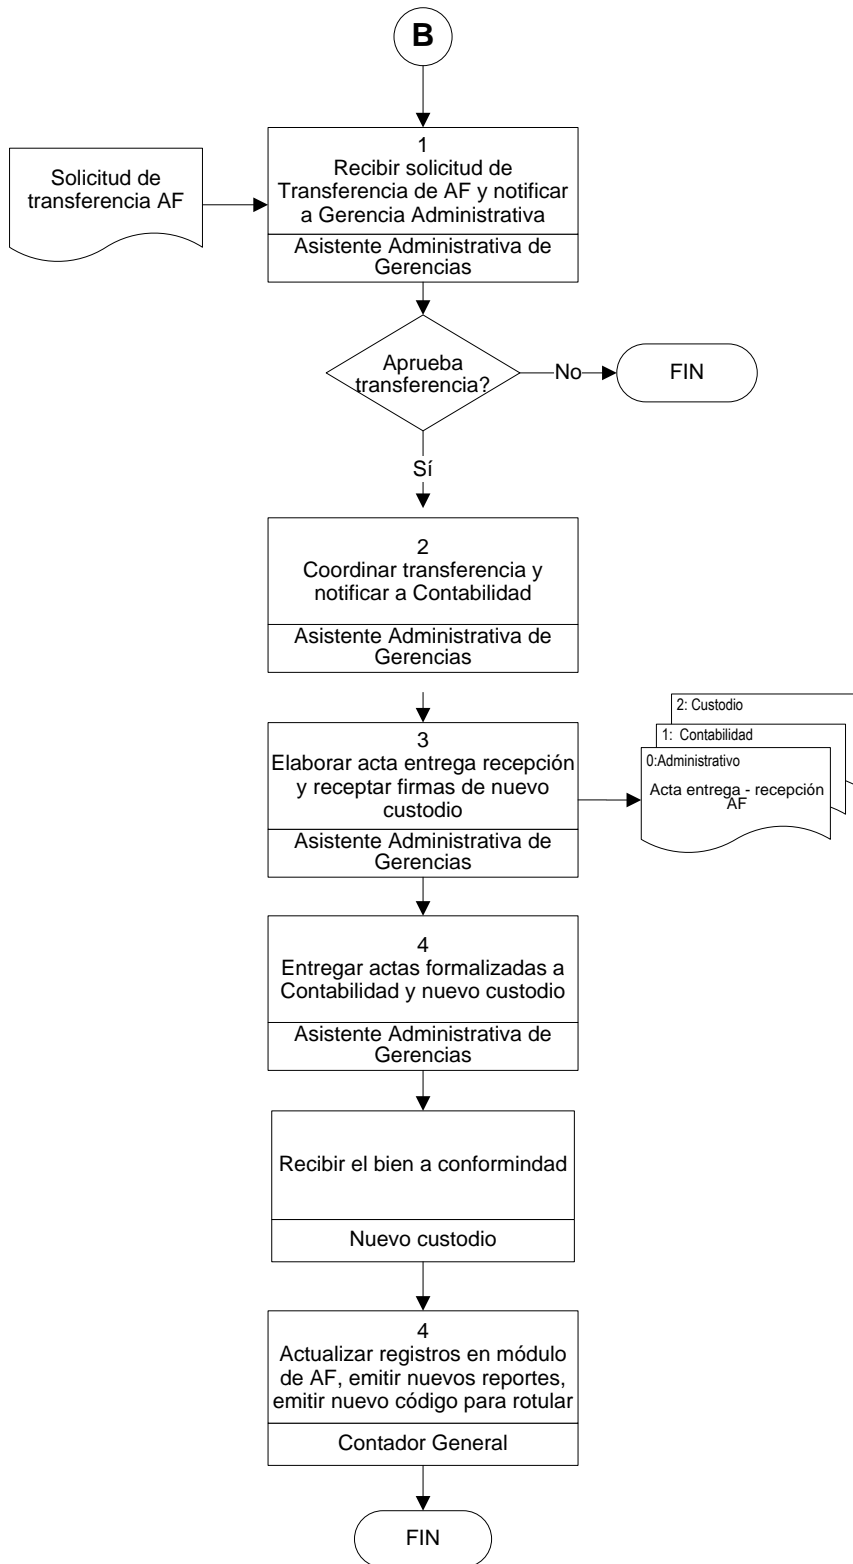 B
Solicitud de
transferencia AF
1
Recibir solicitud de
Transferencia de AF y notificar
a Gerencia Administrativa
Asistente Administrativa de
Gerencias
Aprueba
transferencia?
No
FIN
Sí
2
Coordinar transferencia y
notificar a Contabilidad
Asistente Administrativa de
Gerencias
3
Elaborar acta entrega recepción
y receptar firmas de nuevo
custodio
Asistente Administrativa de
Gerencias
2: Custodio
1: Contabilidad
0:Administrativo
Acta entrega - recepción
AF
4
Entregar actas formalizadas a
Contabilidad y nuevo custodio
Asistente Administrativa de
Gerencias
Recibir el bien a conformindad
Nuevo custodio
4
Actualizar registros en módulo
de AF, emitir nuevos reportes,
emitir nuevo código para rotular
Contador General
FIN